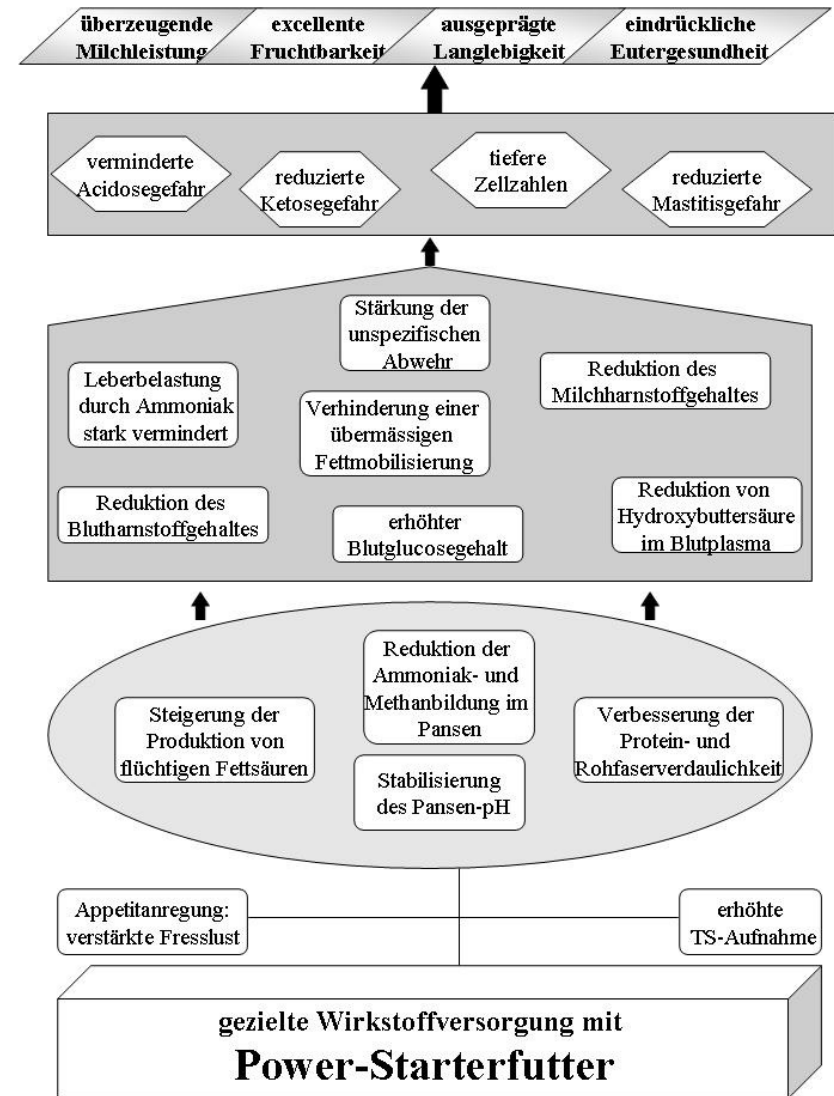 überzeugende
Milchleistung
excellente
Fruchtbarkeit
ausgeprägte
Langlebigkeit
eindrückliche
Eutergesundheit
verminderte
Acidosegefahr
reduzierte
Ketosegefahr
tiefere
Zellzahlen
reduzierte
Mastitisgefahr
Stärkung der
unspezifischen
Abwehr
Leberbelastung
durch Ammoniak
stark vermindert
Verhinderung einer
übermässigen
Fettmobilisierung
Reduktion des
Milchharnstoffgehaltes
Reduktion des
Blutharnstoffgehaltes
erhöhter
Blutglucosegehalt
Reduktion von
Hydroxybuttersäure
im Blutplasma
Steigerung der
Produktion von
flüchtigen Fettsäuren
Reduktion der
Ammoniak- und
Methanbildung im
Pansen
Stabilisierung
des Pansen-pH
Verbesserung der
Protein- und
Rohfaserverdaulichkeit
Appetitanregung:
verstärkte Fresslust
erhöhte
TS-Aufnahme
gezielte Wirkstoffversorgung mit
Power-Starterfutter